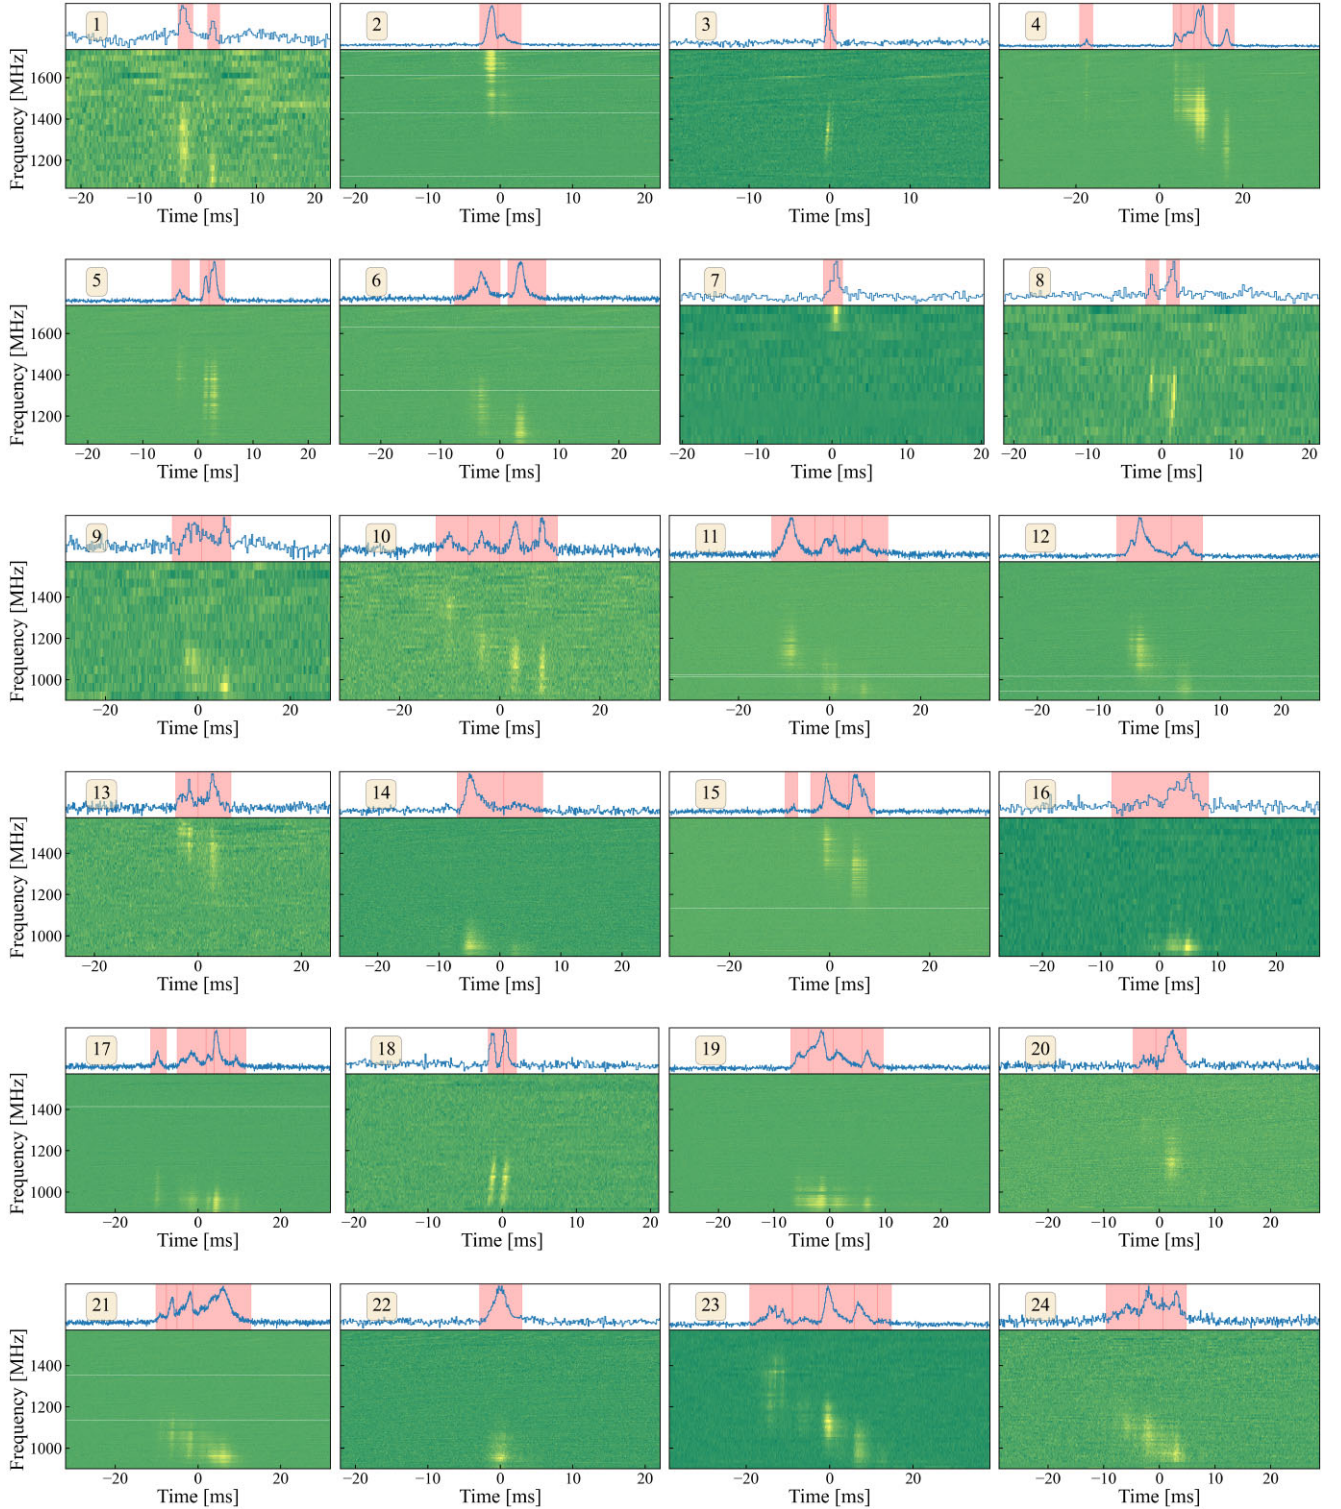 1 2 3 4
Frequency [MHz] 1600 1400 1200
−20 −10 0 10 20 −20 −10 0 10 20 −10 0 10 −20 0 20
Time [ms] Time [ms] Time [ms] Time [ms]
5 6 7 8
Frequency [MHz] 1600 1400 1200
−20 −10 0 10 20 −20 −10 0 10 20 −20 −10 0 10 20 −20 −10 0 10 20
Time [ms] Time [ms] Time [ms] Time [ms]
9 10 11 12
Frequency [MHz] 1400 1200 1000
−20 0 20 −20 0 20 −20 0 20 −20 −10 0 10 20
Time [ms] Time [ms] Time [ms] Time [ms]
13 14 15 16
Frequency [MHz] 1400 1200 1000
−20 0 20 −20 −10 0 10 20 −20 0 20 −20 −10 0 10 20
Time [ms] Time [ms] Time [ms] Time [ms]
17 18 19 20
Frequency [MHz] 1400 1200 1000
−20 0 20 −20 −10 0 10 20 −20 −10 0 10 20 −20 −10 0 10 20
Time [ms] Time [ms] Time [ms] Time [ms]
21 22 23 24
Frequency [MHz] 1400 1200 1000
−20 0 20 −20 −10 0 10 20 −20 0 20 −20 −10 0 10 20
Time [ms] Time [ms] Time [ms] Time [ms]